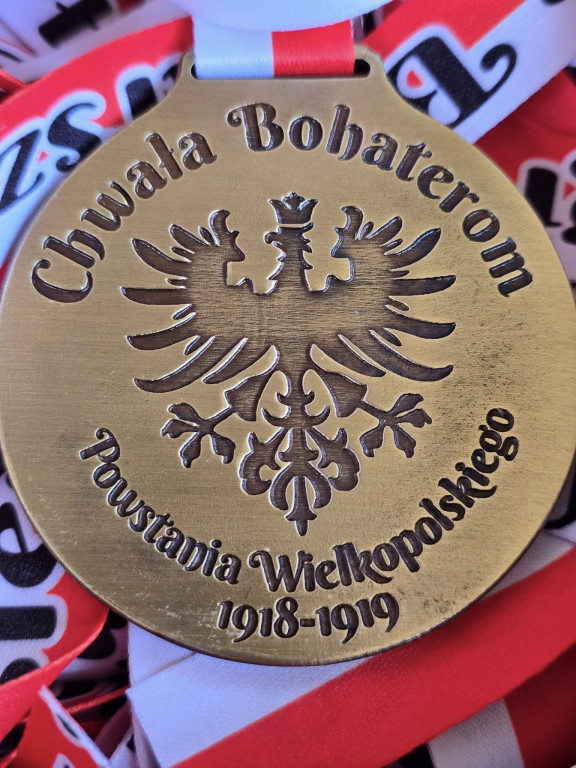 Chwała Bohaterom
Powstania Wielkopolskiego
1918-1919